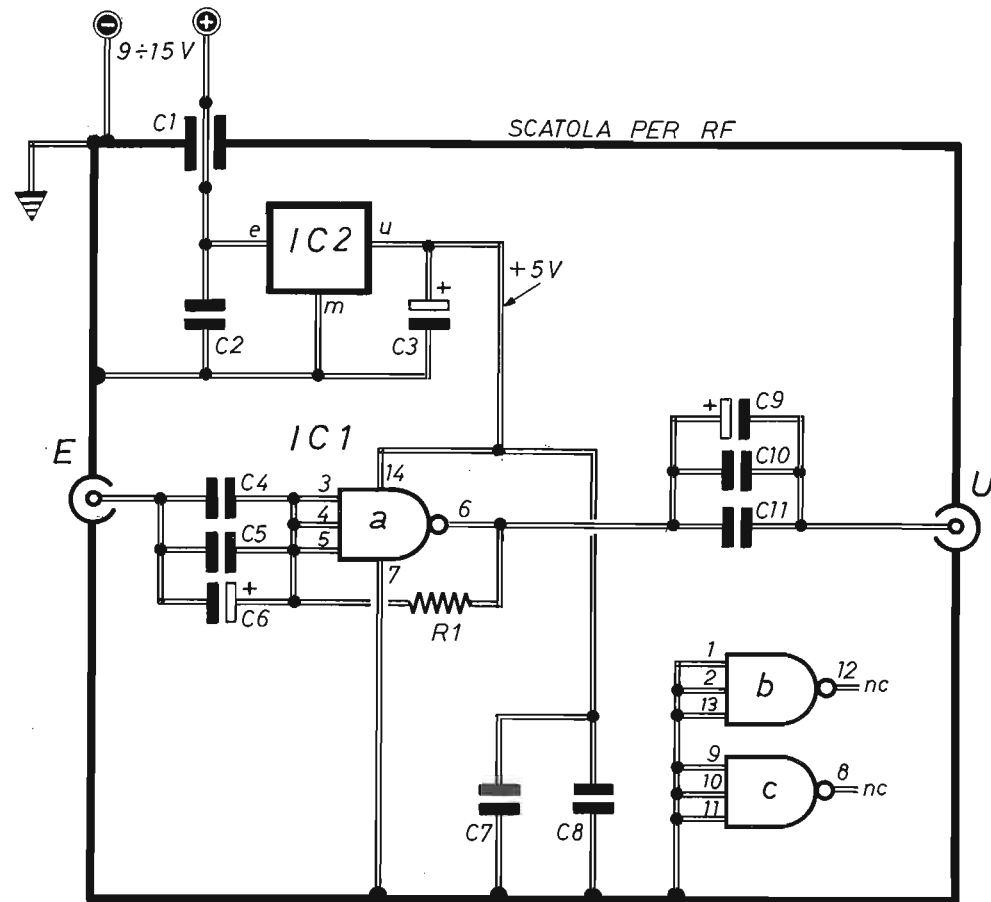 − +
9÷15V
C1
SCATOLA PER RF
e IC2 u
m
+5V
+
C2
C3
IC1
E
14
C4 3
4 a 6
C5 5
7
+
C6
R1
+ C9
C10
C11
U
1
2 b 12 nc
13
9
10 c 8 nc
11
C7
C8